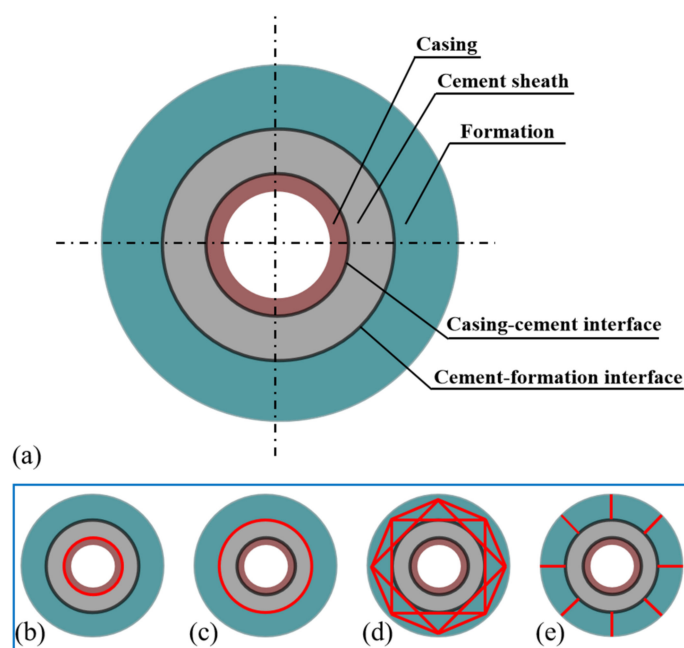 Casing
Cement sheath
Formation
Casing-cement interface
Cement-formation interface
(a)
(b) (c) (d) (e)